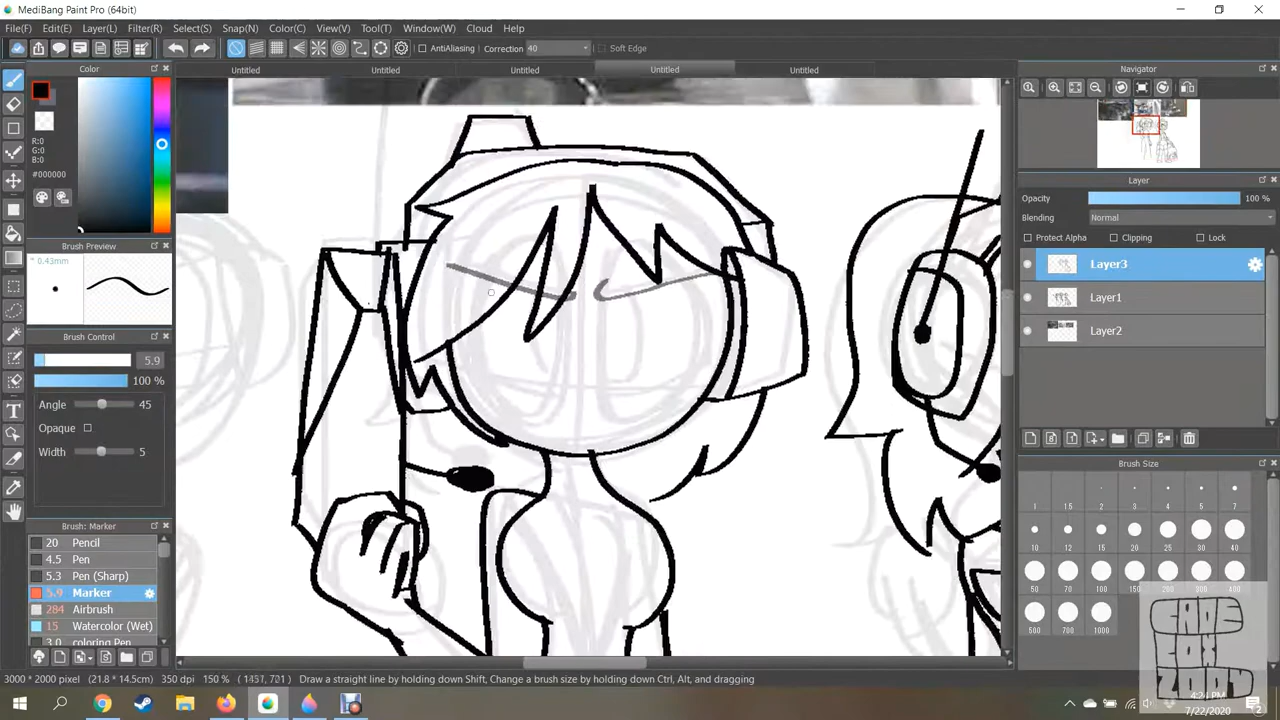 MediBang Paint Pro (64bit)
File(F) Edit(E) Layer(L) Filter(R) Select(S) Snap(N) Color(C) View(V) Tool(T) Window(W) Cloud Help
AntiAliasing Correction 40 Soft Edge
Color
R:0
G:0
B:0
#000000
Brush Preview
* 0.43mm
Brush Control
5.9
100 %
Angle 45
Opaque
Width 5
Brush: Marker
20 Pencil
4.5 Pen
5.3 Pen (Sharp)
5.9 Marker
284 Airbrush
15 Watercolor (Wet)
3.0 coloring Pen
Untitled Untitled Untitled Untitled Untitled
Navigator
Layer
Opacity 100 %
Blending Normal
Protect Alpha Clipping Lock
Layer3
Layer1
Layer2
Brush Size
1 1.5 2 3 4 5 7
10 12 15 20 25 30 40
50 70 100 150 200 300
500 700 1000
3000 * 2000 pixel (21.8 * 14.5cm) 350 dpi 150 % ( 1457, 721 ) Draw a straight line by holding down Shift, Change a brush size by holding down Ctrl, Alt, and dragging
4:24 PM
7/22/2020
2